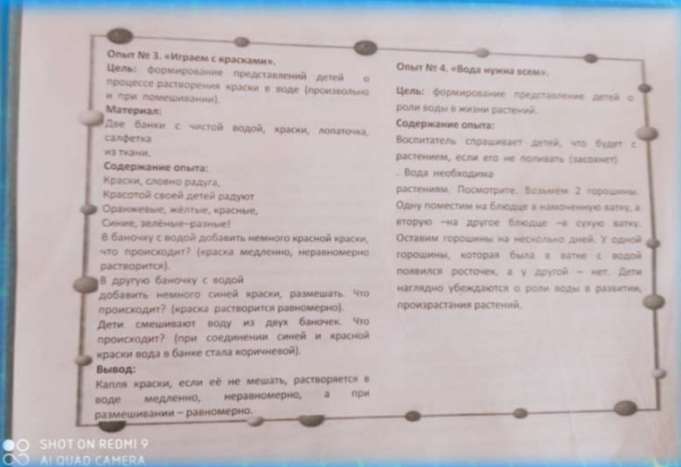 Опыт № 3. «Играем с красками».
Цель: формирование представлений детей о
процессе растворения краски в воде (произвольно
и при помешивании).
Материал:
Две банки с чистой водой, краски, лопаточка,
салфетка
из ткани.
Содержание опыта:
Краски, словно радуга,
Красотой своей детей радуют
Оранжевые, жёлтые, красные,
Синие, зелёные–разные!
В баночку с водой добавить немного красной краски,
что происходит? (краска медленно, неравномерно
растворится).
В другую баночку с водой
добавить немного синей краски, размешать. Что
происходит? (краска растворится равномерно).
Дети смешивают воду из двух баночек. Что
происходит? (при соединении синей и красной
краски вода в банке стала коричневой).
Вывод:
Капля краски, если её не мешать, растворяется в
воде медленно, неравномерно, а при
размешивании – равномерно.
Опыт № 4. «Вода нужна всем».
Цель: формирование представление детей о
роли воды в жизни растений.
Содержание опыта:
Воспитатель спрашивает детей, что будет с
растением, если его не поливать (засохнет)
. Вода необходима
растениям. Посмотрите. Возьмём 2 горошины.
Одну поместим на блюдце в намоченную ватку, а
вторую –на другое блюдце –в сухую ватку.
Оставим горошины на несколько дней. У одной
горошины, которая была в ватке с водой
появился росточек, а у другой – нет. Дети
наглядно убеждаются о роли воды в развитии,
произрастания растений.
SHOT ON REDMI 9
AI QUAD CAMERA